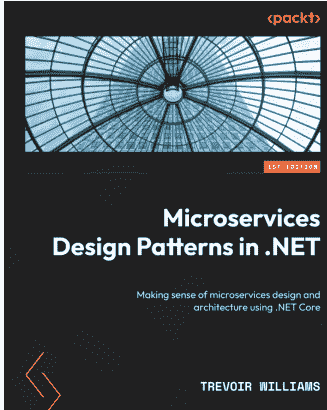 <packt>
1ST EDITION
Microservices
Design Patterns in .NET
Making sense of microservices design and
architecture using .NET Core
TREVOIR WILLIAMS